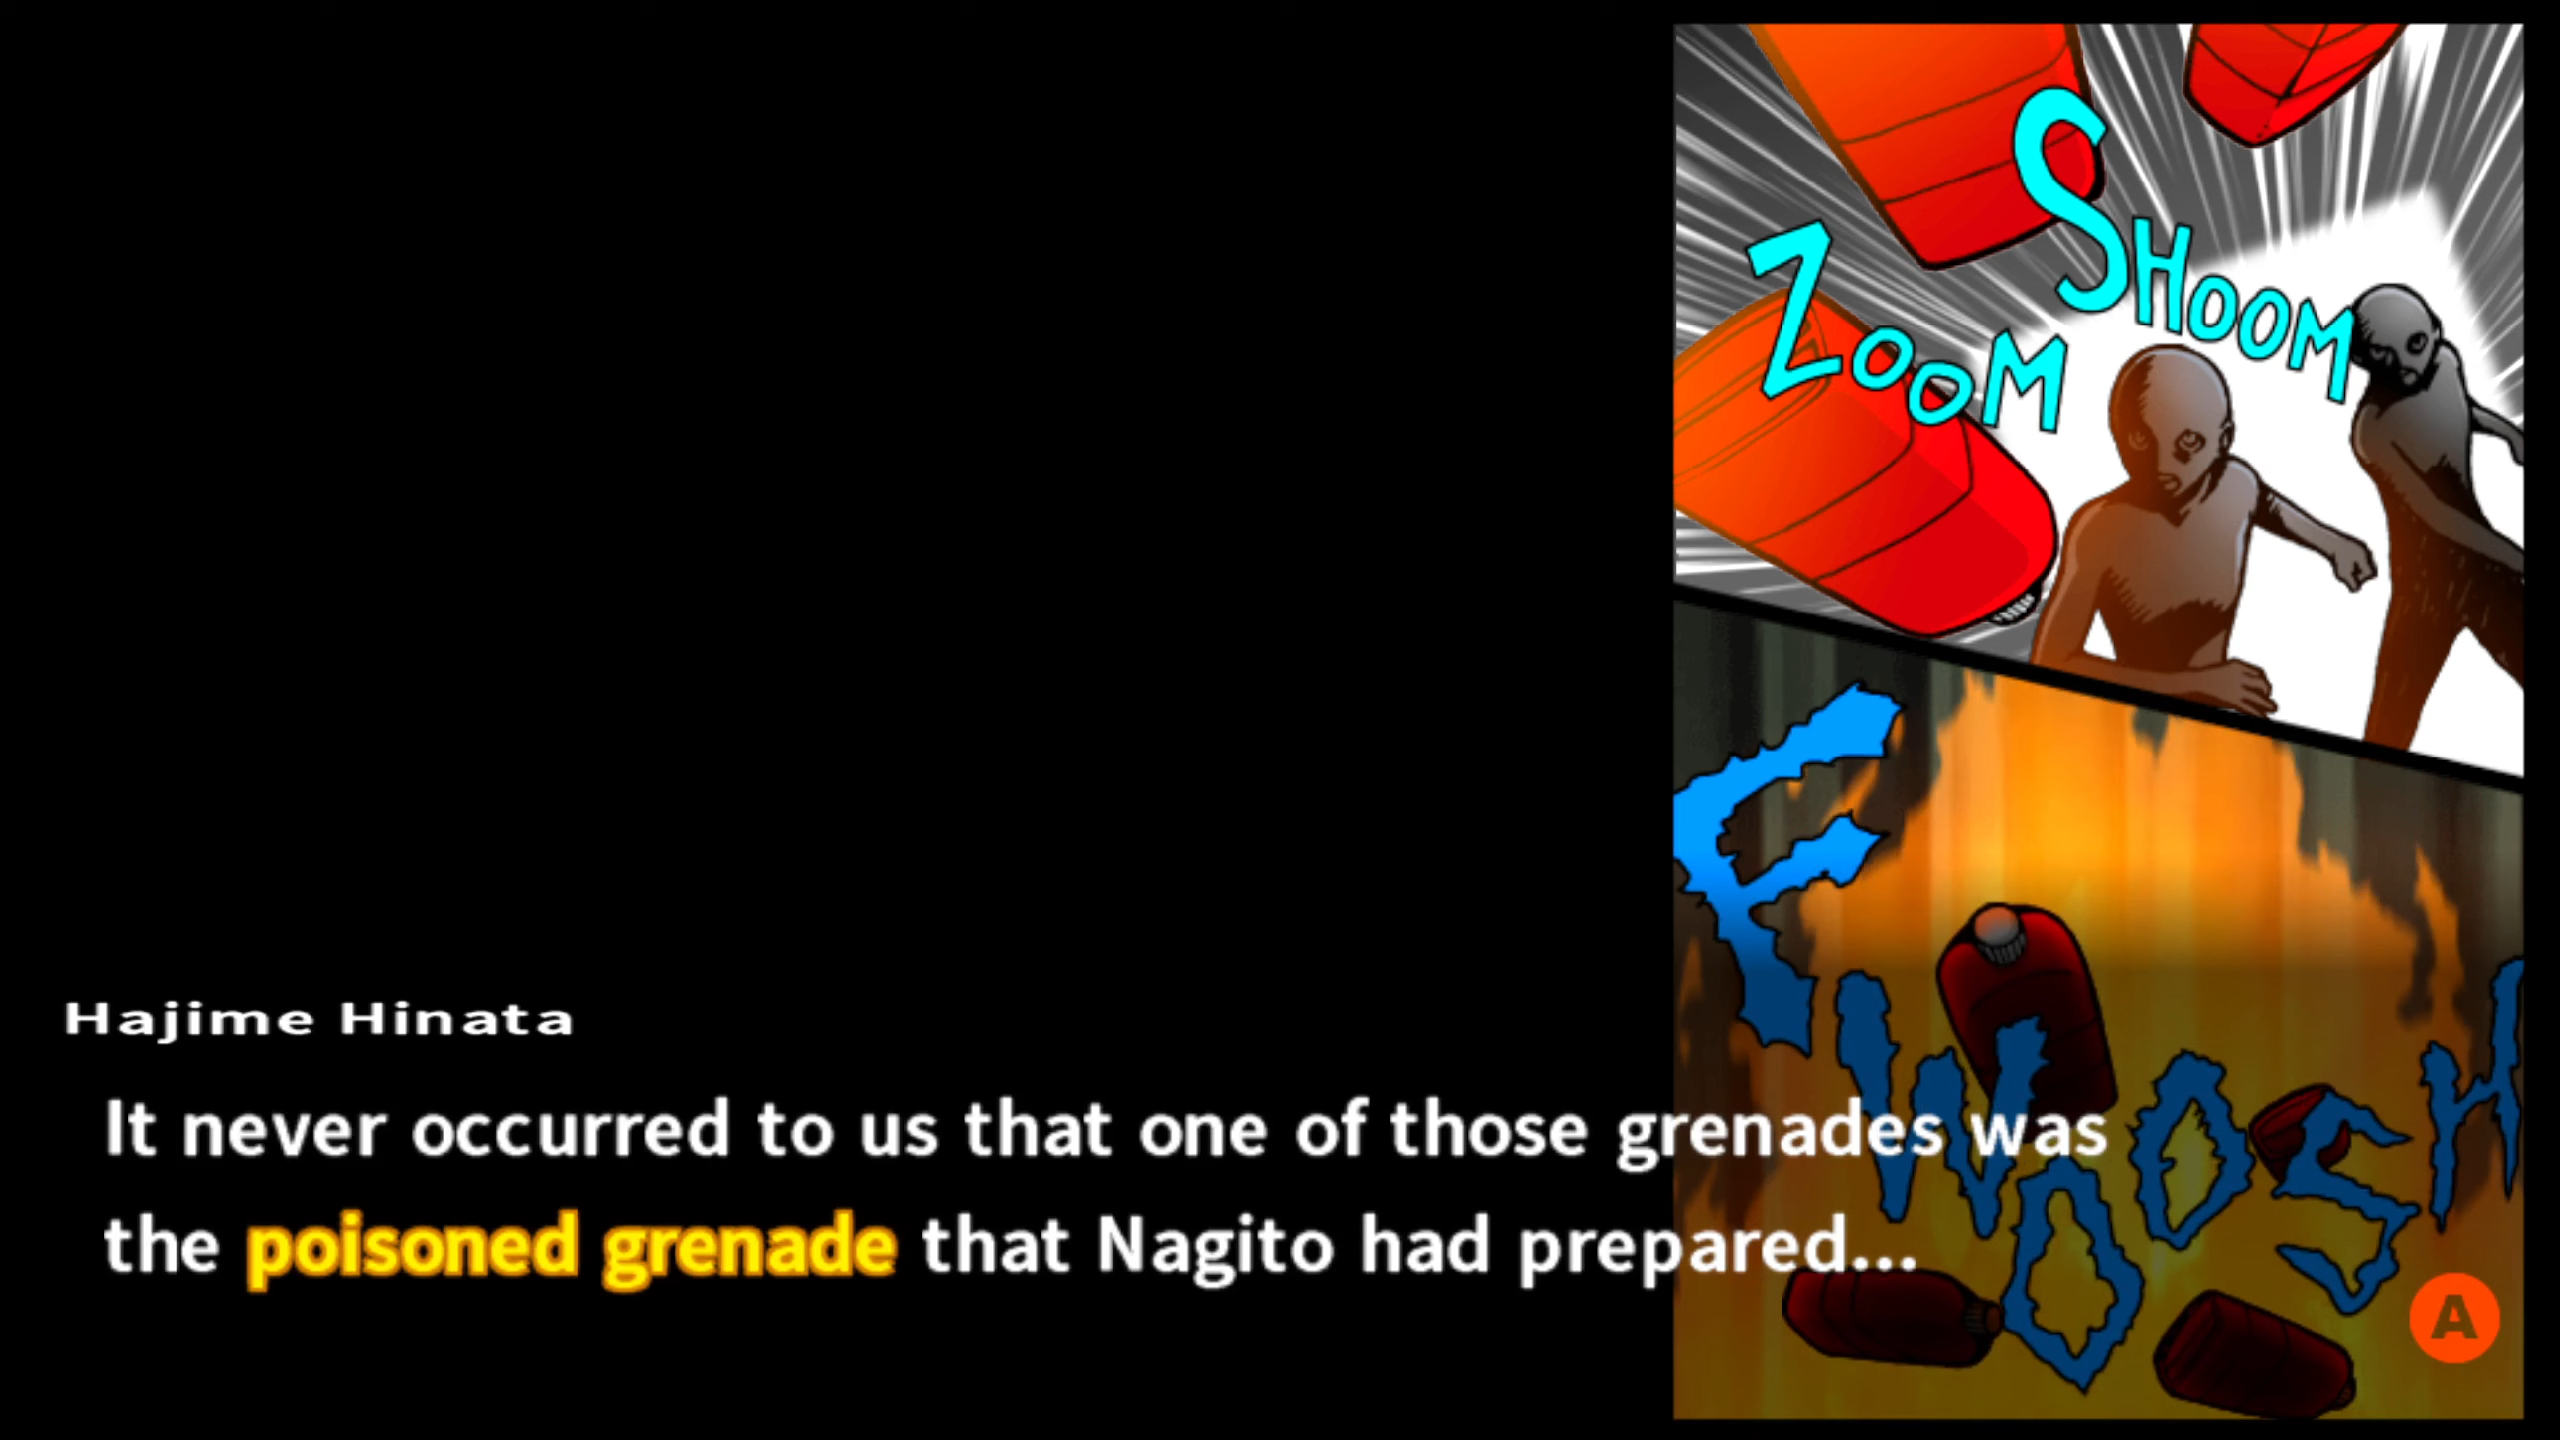 ZOOM
SHOOM
FWOOOSH
Hajime Hinata
It never occurred to us that one of those grenades was
the poisoned grenade that Nagito had prepared...
A